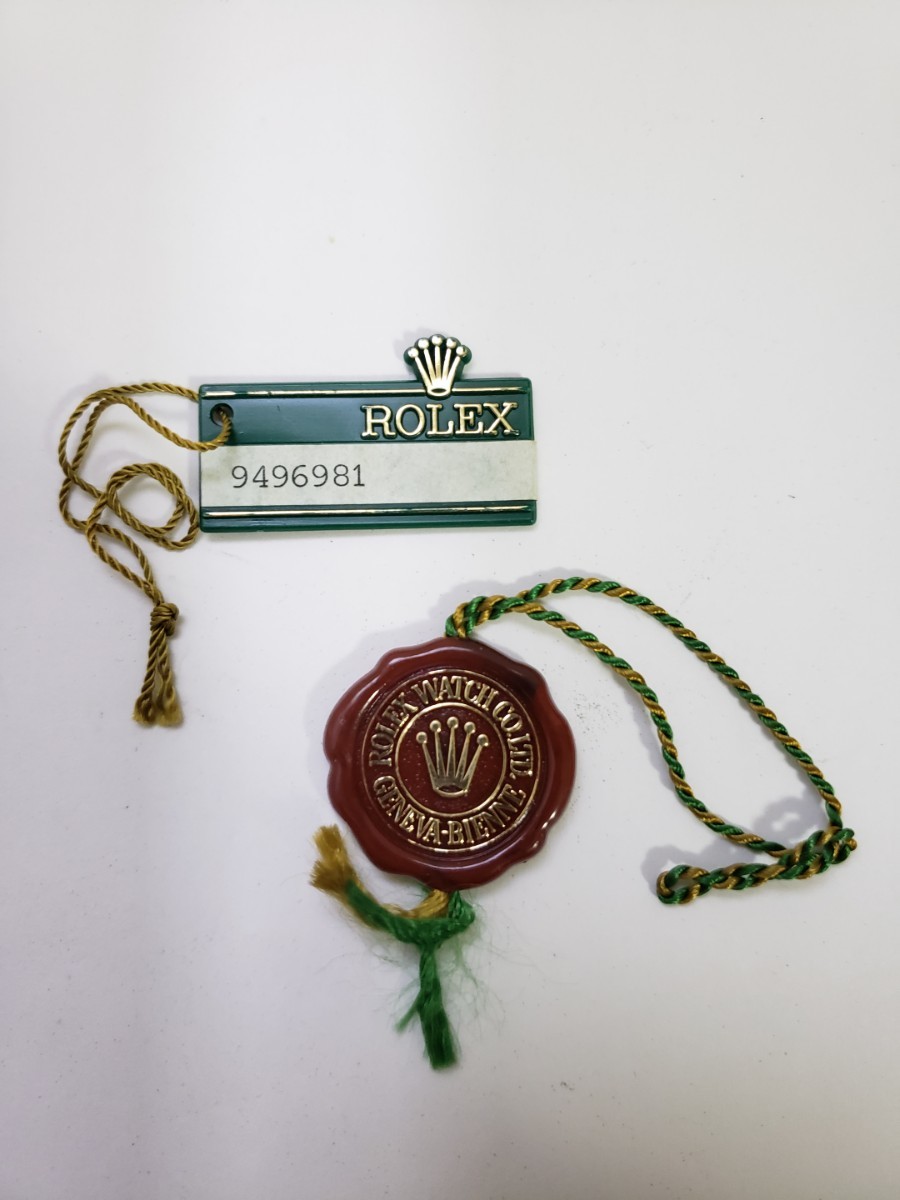 ROLEX
9496981
ROLEX WATCH CO.LTD.
GENEVA-BIENNE